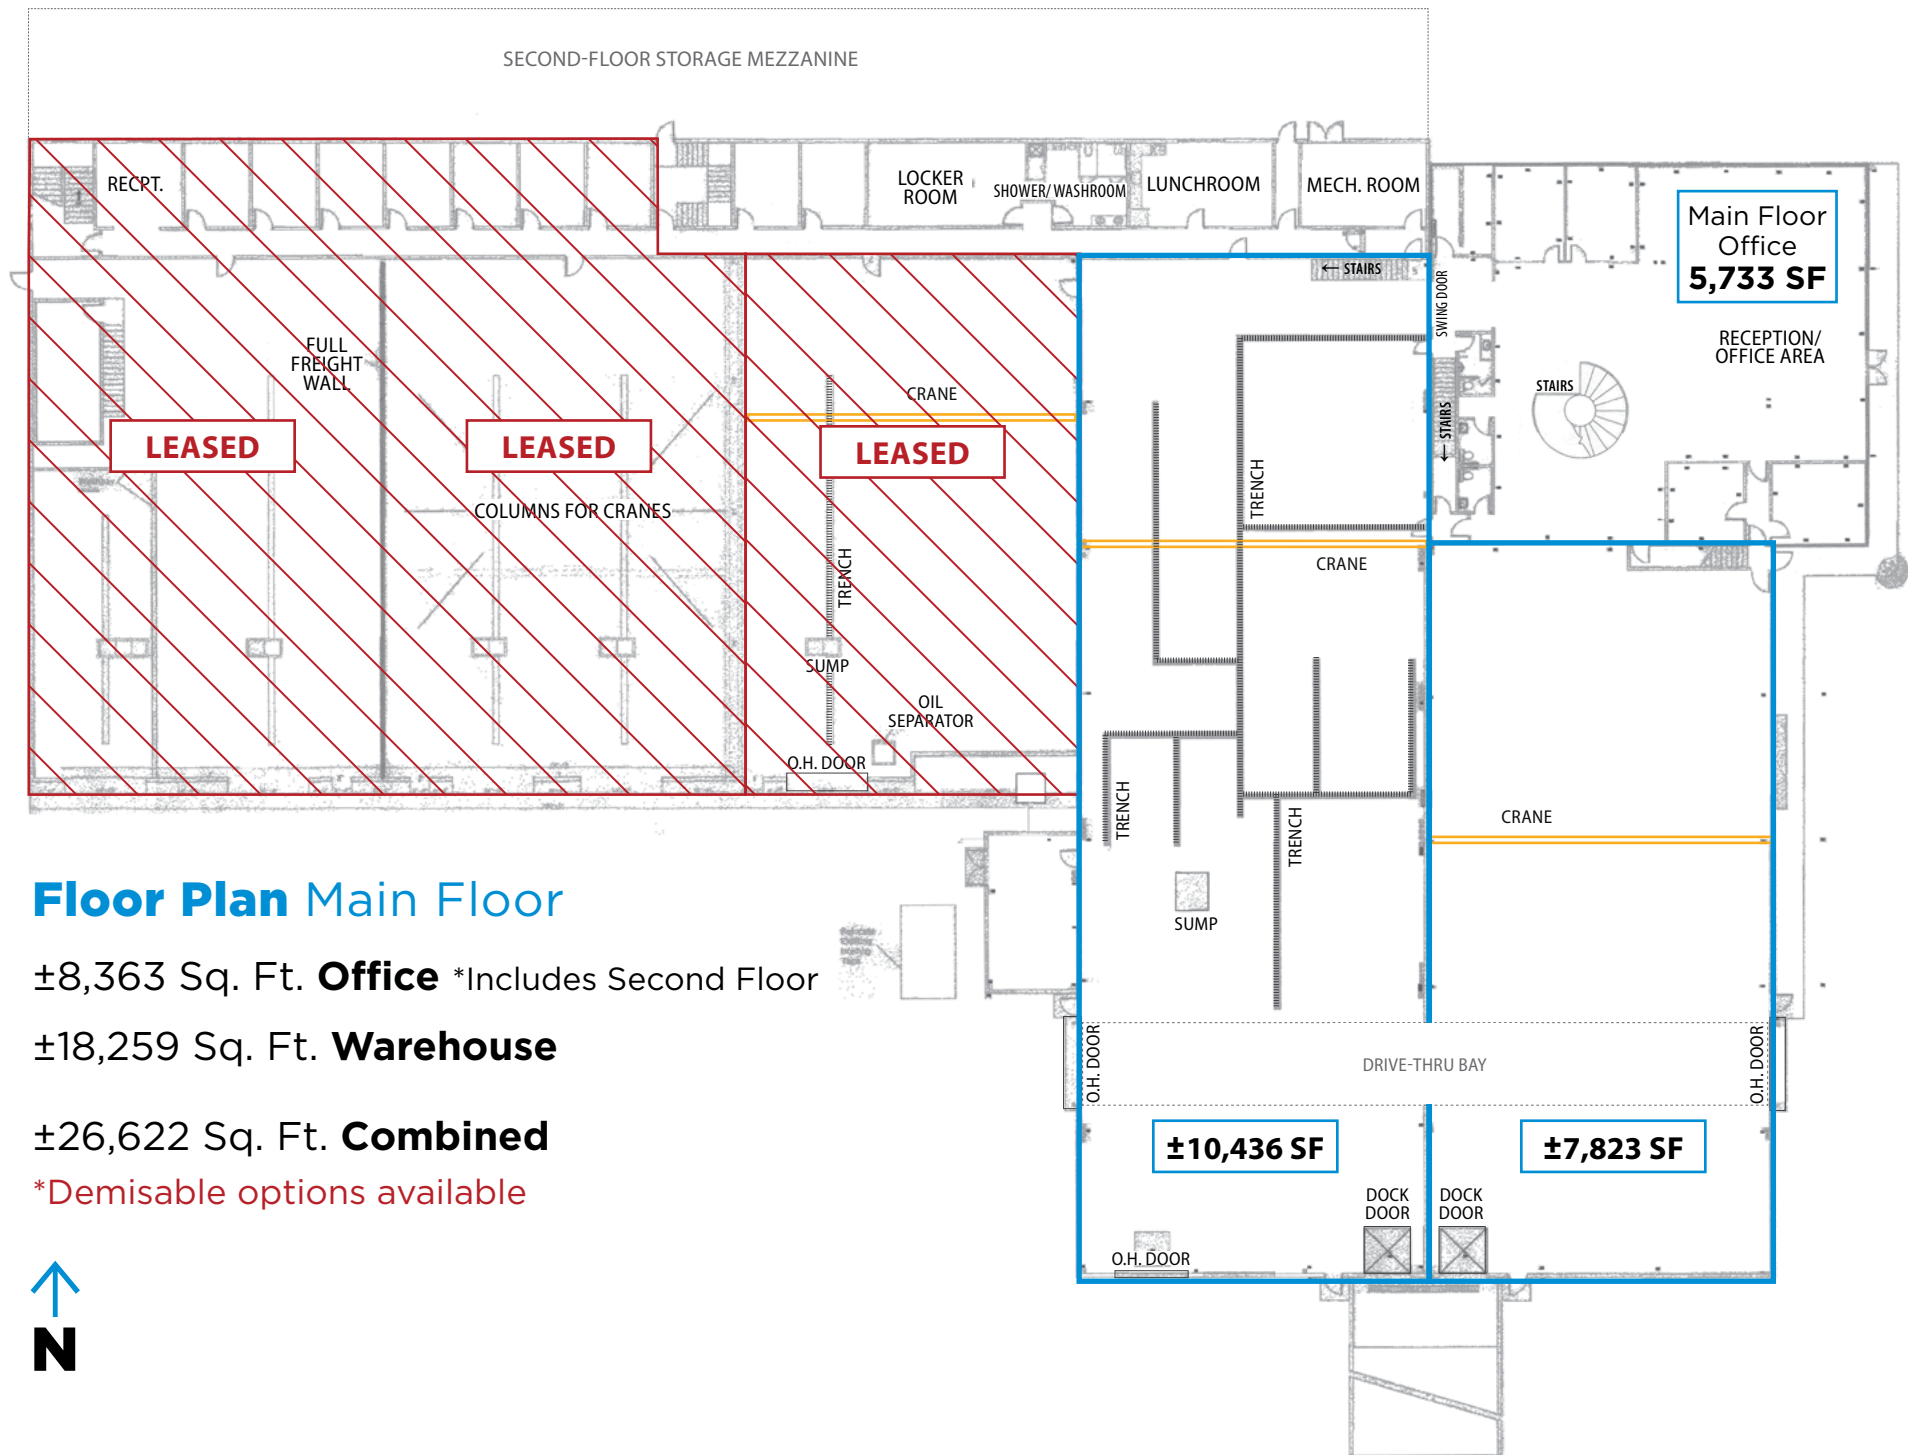 SECOND-FLOOR STORAGE MEZZANINE
RECPT.
LOCKER
ROOM
SHOWER/ WASHROOM
LUNCHROOM
MECH. ROOM
Main Floor
Office
5,733 SF
← STAIRS
SWING DOOR
RECEPTION/
OFFICE AREA
FULL
FREIGHT
WALL
CRANE
STAIRS
← STAIRS
LEASED
LEASED
LEASED
TRENCH
COLUMNS FOR CRANES
TRENCH
CRANE
SUMP
OIL
SEPARATOR
O.H. DOOR
TRENCH
TRENCH
CRANE
SUMP
Floor Plan Main Floor
±8,363 Sq. Ft. Office *Includes Second Floor
±18,259 Sq. Ft. Warehouse
±26,622 Sq. Ft. Combined
*Demisable options available
N
O.H. DOOR
DRIVE-THRU BAY
O.H. DOOR
±10,436 SF
±7,823 SF
DOCK
DOOR
DOCK
DOOR
O.H. DOOR